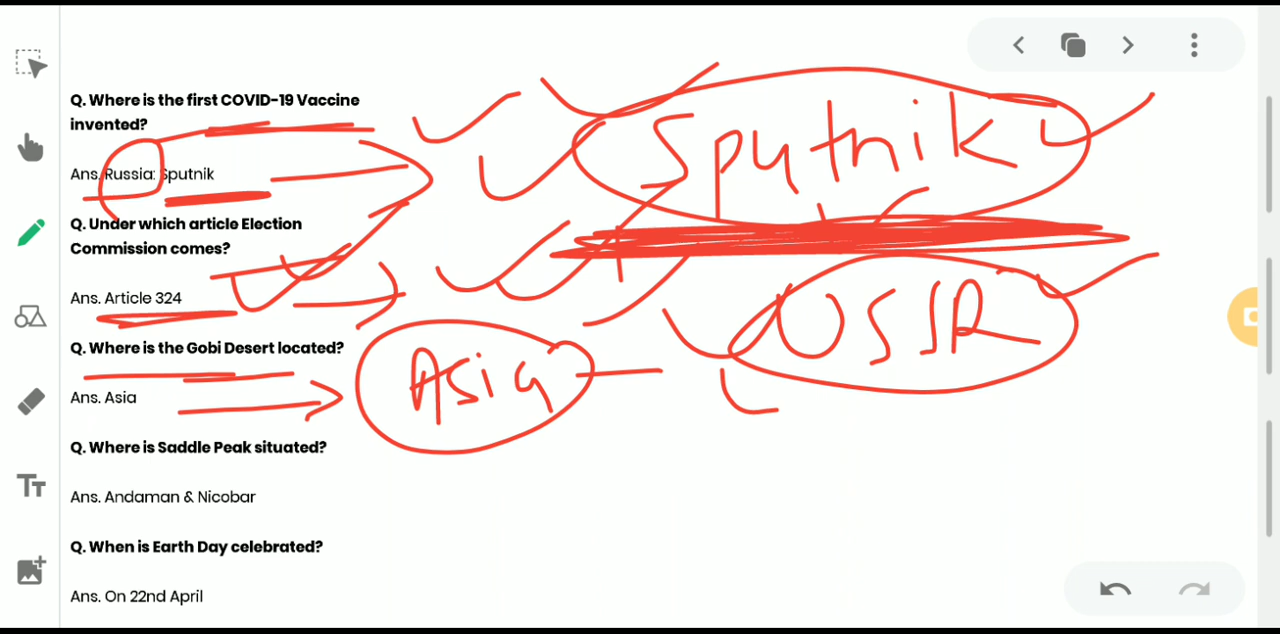 Q. Where is the first COVID-19 Vaccine
invented?
Ans. Russia: Sputnik
Sputnik
Q. Under which article Election
Commission comes?
Ans. Article 324
USSR
Q. Where is the Gobi Desert located?
Ans. Asia
Asia
Q. Where is Saddle Peak situated?
Ans. Andaman & Nicobar
Q. When is Earth Day celebrated?
Ans. On 22nd April
TT